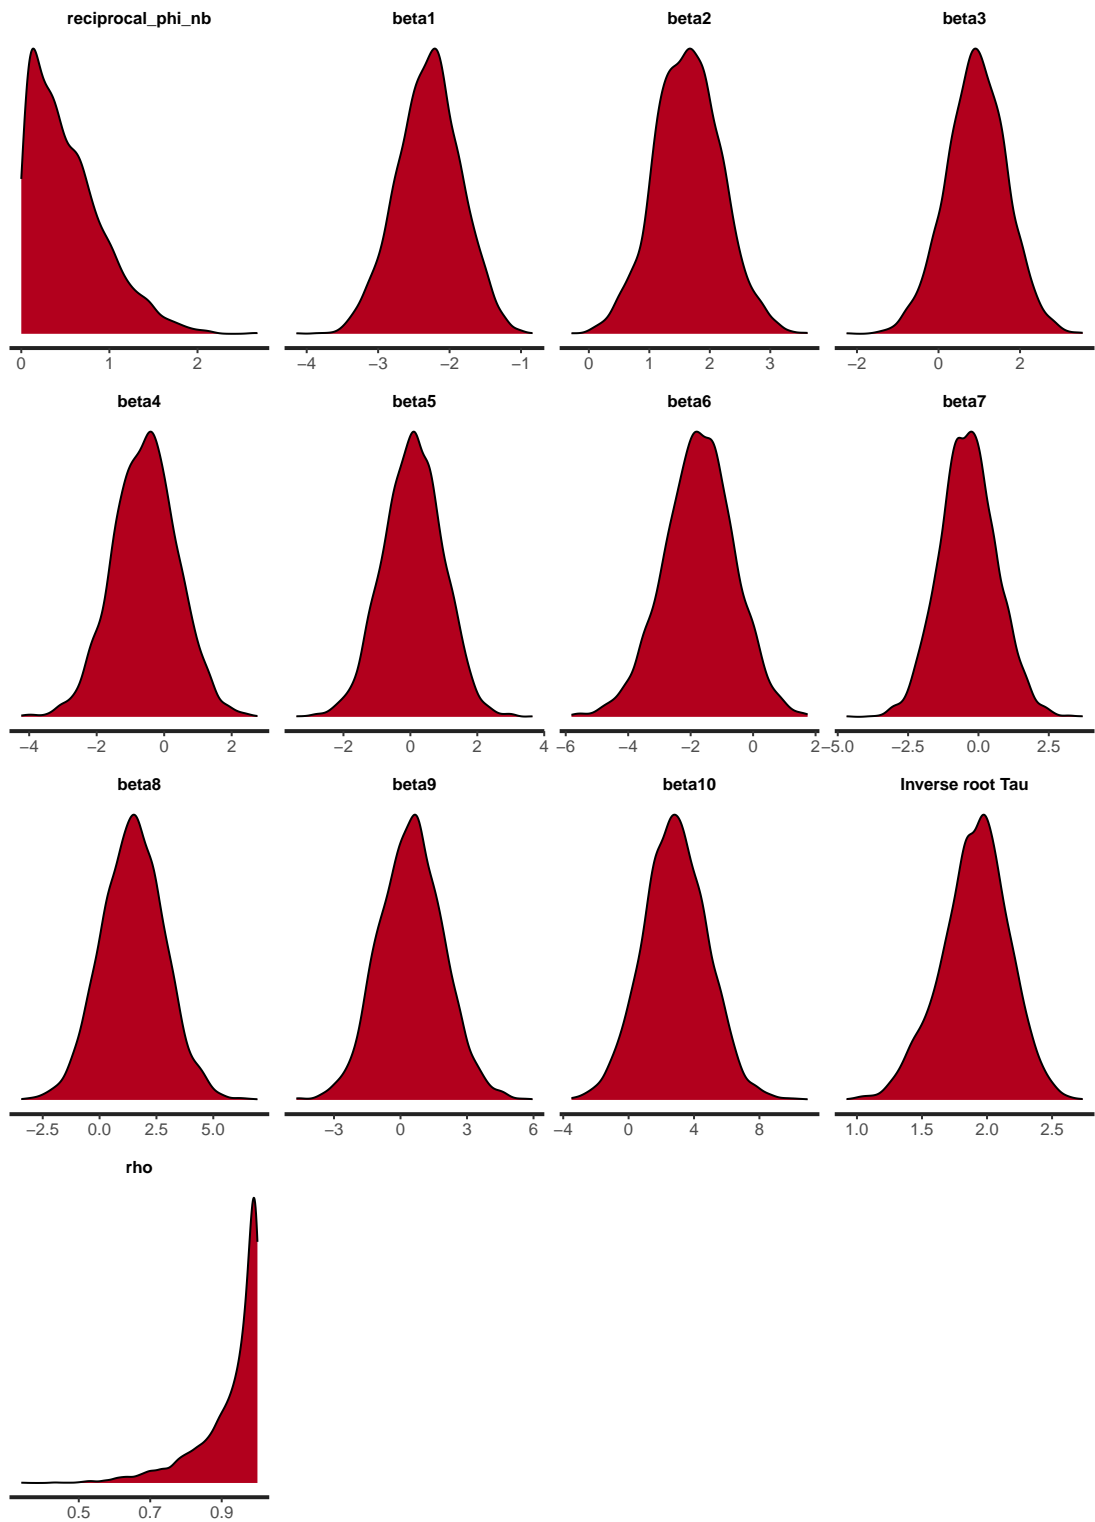 reciprocal_phi_nb beta1 beta2 beta3
0 1 2 −4 −3 −2 −1 0 1 2 3 −2 0 2
beta4 beta5 beta6 beta7
−4 −2 0 2 −2 0 2 4 −6 −4 −2 0 2 −5.0 −2.5 0.0 2.5
beta8 beta9 beta10 Inverse root Tau
−2.5 0.0 2.5 5.0 −3 0 3 6 −4 0 4 8 1.0 1.5 2.0 2.5
rho
0.5 0.7 0.9